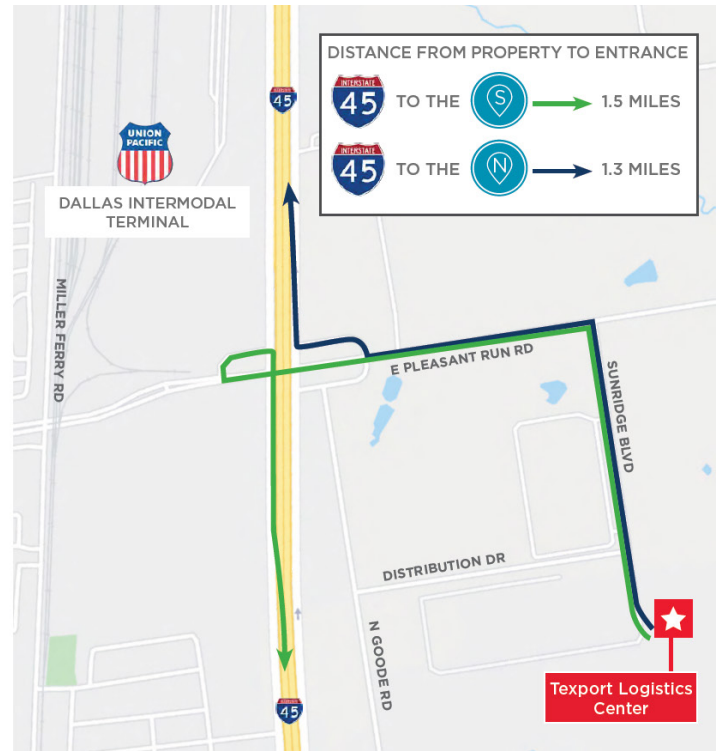 DISTANCE FROM PROPERTY TO ENTRANCE
INTERSTATE
45 TO THE S 1.5 MILES
INTERSTATE
45 TO THE N 1.3 MILES
45
UNION
PACIFIC
DALLAS INTERMODAL
TERMINAL
MILLER FERRY RD
E PLEASANT RUN RD
SUNRIDGE BLVD
DISTRIBUTION DR
N GOODE RD
Texport Logistics
Center
45